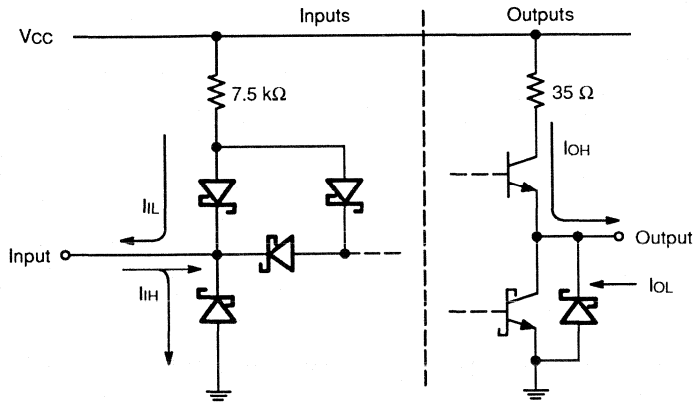 Inputs
Outputs
VCC
7.5 kΩ
35 Ω
IOH
IIL
Input
Output
IIH
IOL